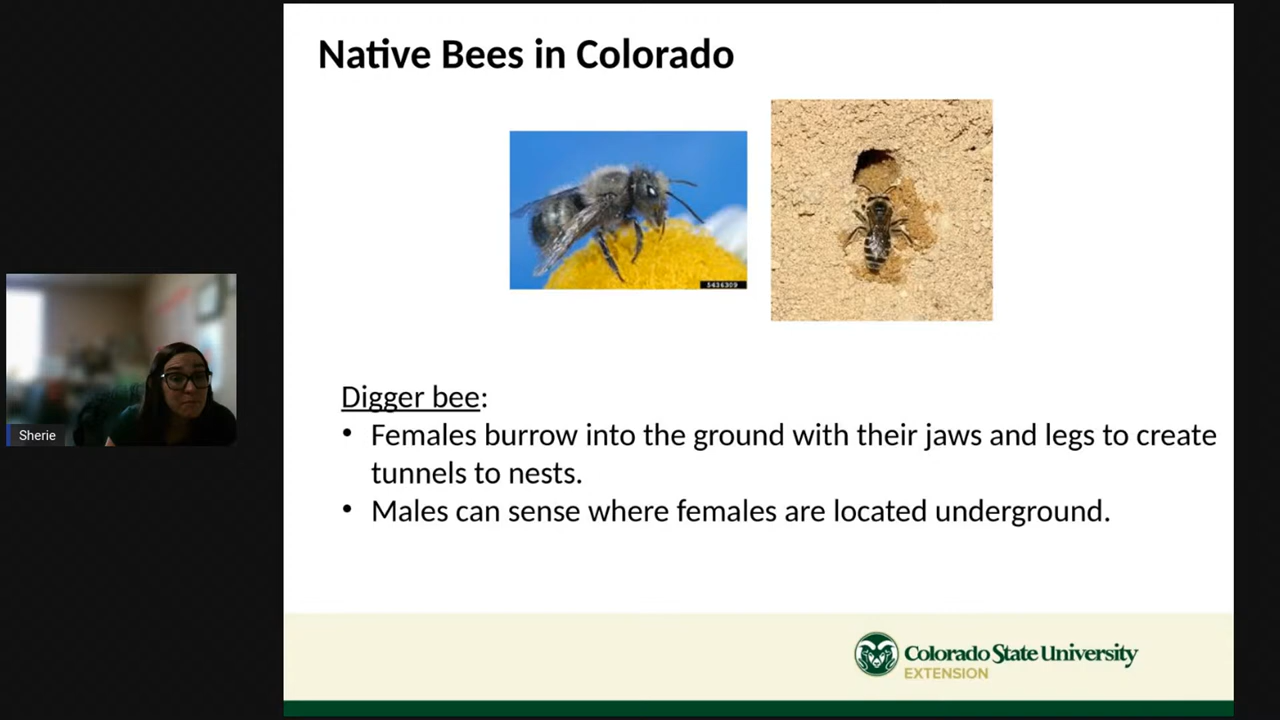 Native Bees in Colorado
5434309
Sherie
Digger bee:
• Females burrow into the ground with their jaws and legs to create
tunnels to nests.
• Males can sense where females are located underground.
Colorado State University
EXTENSION